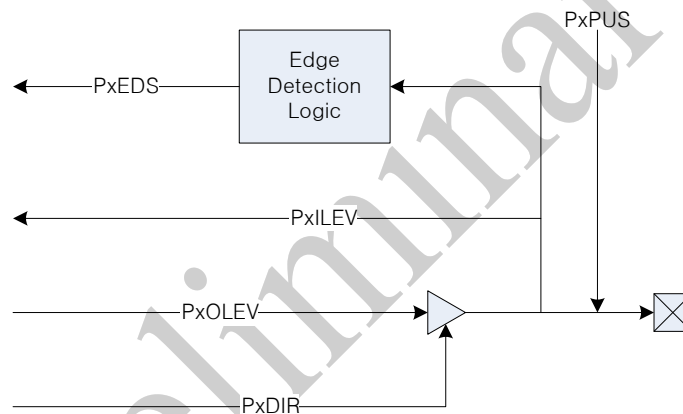 PxPUS
Edge
Detection
Logic
PxEDS
PxILEV
PxOLEV
PxDIR